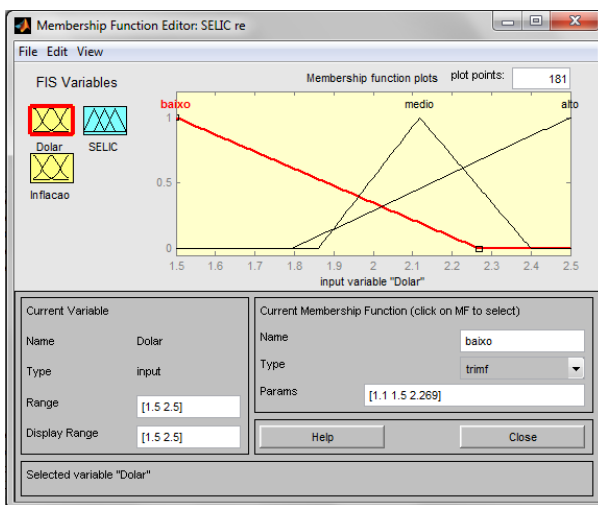 Membership Function Editor: SELIC re
File Edit View
FIS Variables
Dolar
SELIC
Inflacao
Membership function plots
plot points:
181
baixo
medio
alto
1
0.5
0
1.5 1.6 1.7 1.8 1.9 2 2.1 2.2 2.3 2.4 2.5
input variable "Dolar"
Current Variable
Name Dolar
Type input
Range [1.5 2.5]
Display Range [1.5 2.5]
Current Membership Function (click on MF to select)
Name baixo
Type trimf
Params [1.1 1.5 2.269]
Help Close
Selected variable "Dolar"